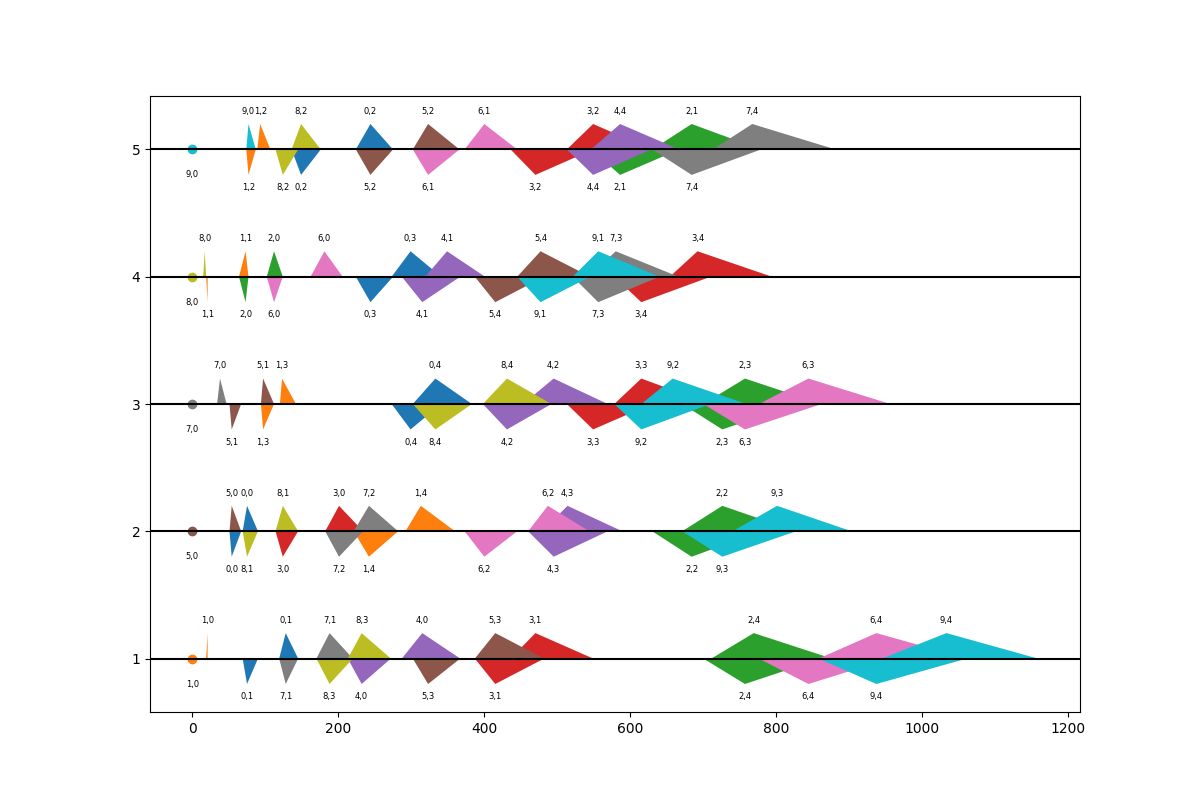 9,0 1,2 8,2 0,2 5,2 6,1 3,2 4,4 2,1 7,4
5
9,0 1,2 8,2 0,2 5,2 6,1 3,2 4,4 2,1 7,4
8,0 1,1 2,0 6,0 0,3 4,1 5,4 9,1 7,3 3,4
4
8,0 1,1 2,0 6,0 0,3 4,1 5,4 9,1 7,3 3,4
7,0 5,1 1,3 0,4 8,4 4,2 3,3 9,2 2,3 6,3
3
7,0 5,1 1,3 0,4 8,4 4,2 3,3 9,2 2,3 6,3
5,0 0,0 8,1 3,0 7,2 1,4 6,2 4,3 2,2 9,3
2
5,0 0,0 8,1 3,0 7,2 1,4 6,2 4,3 2,2 9,3
1,0 0,1 7,1 8,3 4,0 5,3 3,1 2,4 6,4 9,4
1
1,0 0,1 7,1 8,3 4,0 5,3 3,1 2,4 6,4 9,4
0 200 400 600 800 1000 1200